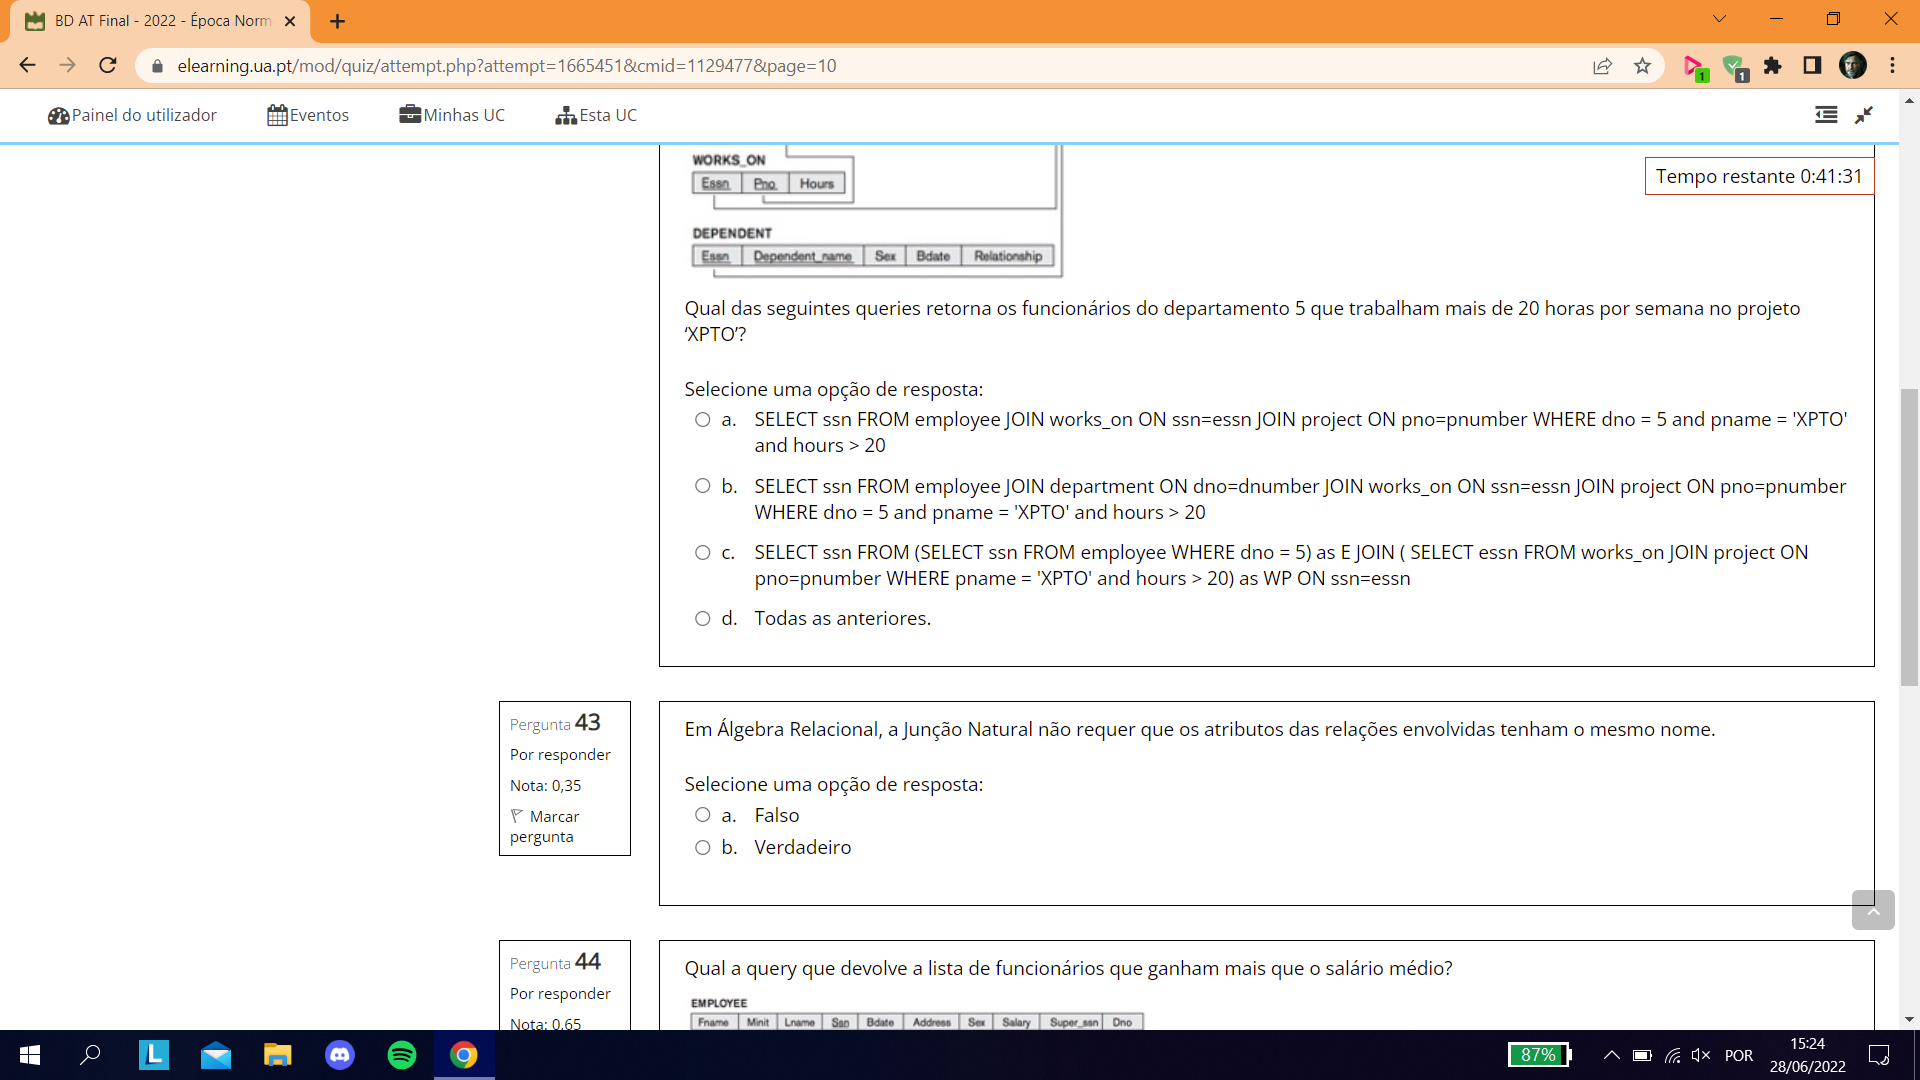 BD AT Final - 2022 - Época Norm
elearning.ua.pt/mod/quiz/attempt.php?attempt=1665451&cmid=1129477&page=10
1
1
Painel do utilizador
Eventos
Minhas UC
Esta UC
Tempo restante 0:41:31
WORKS_ON
Essn Pno Hours
DEPENDENT
Essn Dependent_name Sex Bdate Relationship
Qual das seguintes queries retorna os funcionários do departamento 5 que trabalham mais de 20 horas por semana no projeto
‘XPTO’?
Selecione uma opção de resposta:
a. SELECT ssn FROM employee JOIN works_on ON ssn=essn JOIN project ON pno=pnumber WHERE dno = 5 and pname = 'XPTO'
and hours > 20
b. SELECT ssn FROM employee JOIN department ON dno=dnumber JOIN works_on ON ssn=essn JOIN project ON pno=pnumber
WHERE dno = 5 and pname = 'XPTO' and hours > 20
c. SELECT ssn FROM (SELECT ssn FROM employee WHERE dno = 5) as E JOIN ( SELECT essn FROM works_on JOIN project ON
pno=pnumber WHERE pname = 'XPTO' and hours > 20) as WP ON ssn=essn
d. Todas as anteriores.
Pergunta 43
Por responder
Nota: 0,35
Marcar
pergunta
Em Álgebra Relacional, a Junção Natural não requer que os atributos das relações envolvidas tenham o mesmo nome.
Selecione uma opção de resposta:
a. Falso
b. Verdadeiro
Pergunta 44
Por responder
Nota: 0,65
Qual a query que devolve a lista de funcionários que ganham mais que o salário médio?
EMPLOYEE
Fname Minit Lname Ssn Bdate Address Sex Salary Super_ssn Dno
L
87%
POR
15:24
28/06/2022